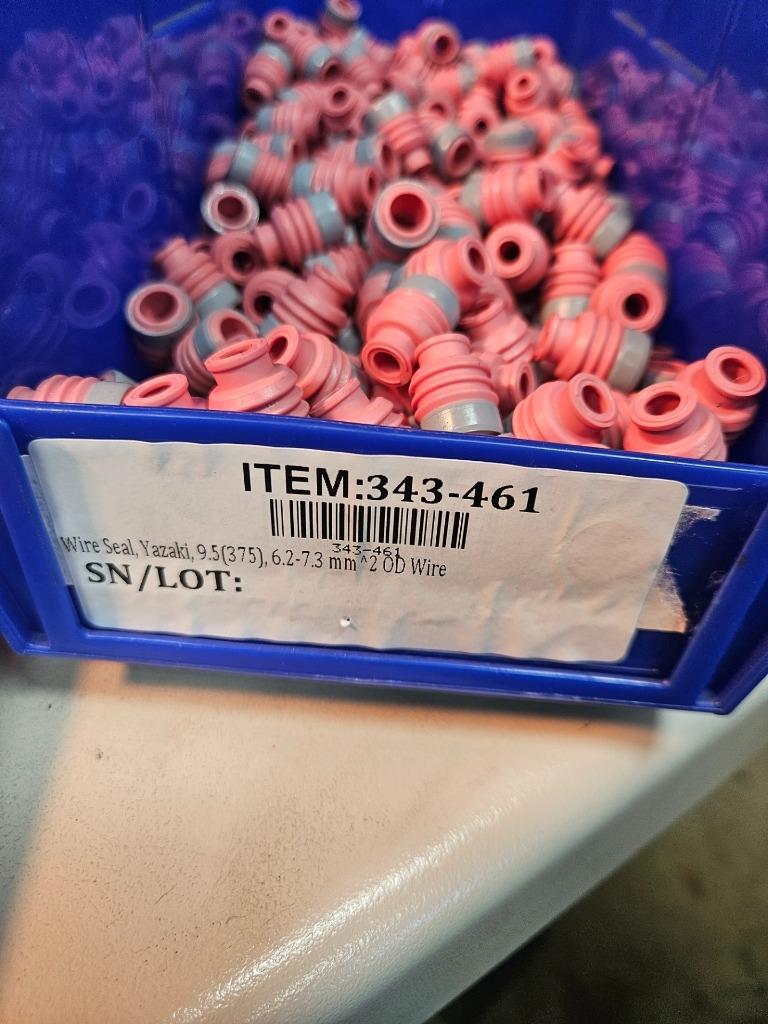 ITEM:343-461
343-461
Wire Seal, Yazaki, 9.5(375), 6.2-7.3 mm^2 OD Wire
SN/LOT: